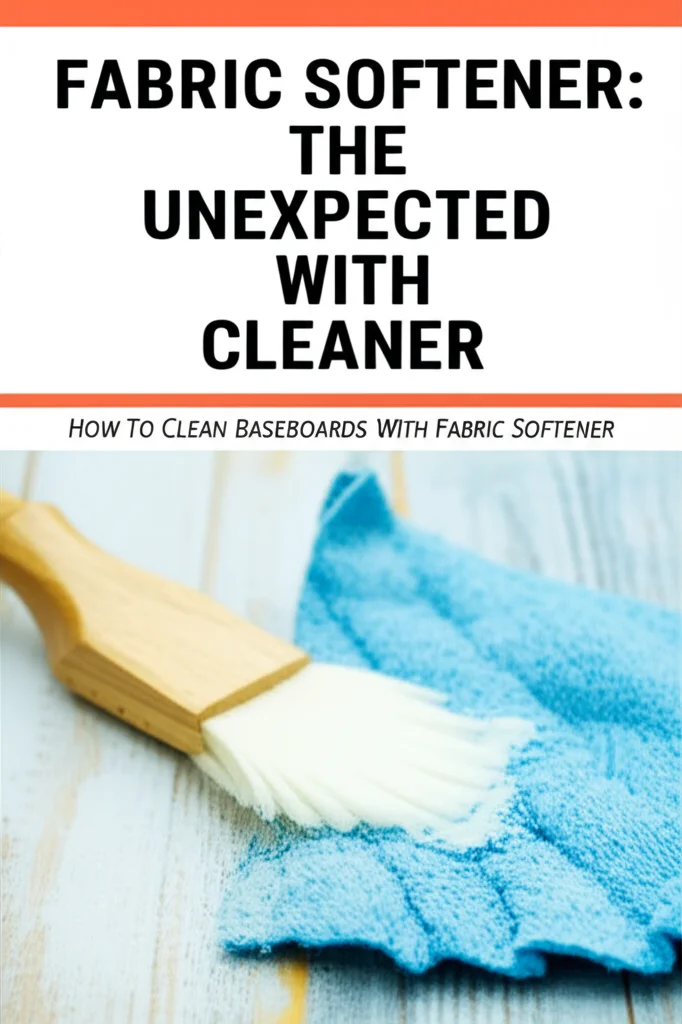 FABRIC SOFTENER:
THE
UNEXPECTED
WITH
CLEANER
HOW TO CLEAN BASEBOARDS WITH FABRIC SOFTENER